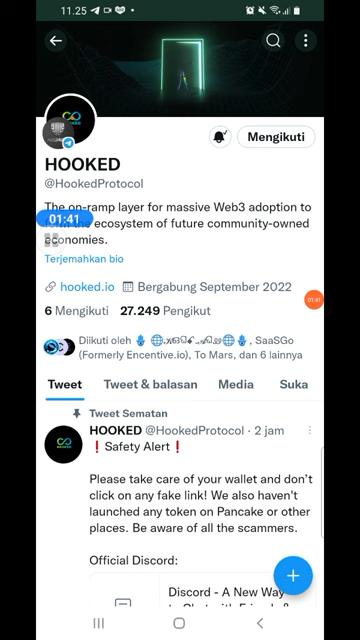 11.25
HOOKED
Mengikuti
HOOKED
@HookedProtocol
The on-ramp layer for massive Web3 adoption to
the ecosystem of future community-owned
economies.
01:41
Terjemahkan bio
hooked.io Bergabung September 2022
01:41
6 Mengikuti 27.249 Pengikut
Diikuti oleh SaaSGo
(Formerly Encentive.io), To Mars, dan 6 lainnya
Tweet Tweet & balasan Media Suka
Tweet Sematan
HOOKED @HookedProtocol · 2 jam
❗Safety Alert❗
Please take care of your wallet and don't
click on any fake link! We also haven't
launched any token on Pancake or other
places. Be aware of all the scammers.
Official Discord:
Discord - A New Way